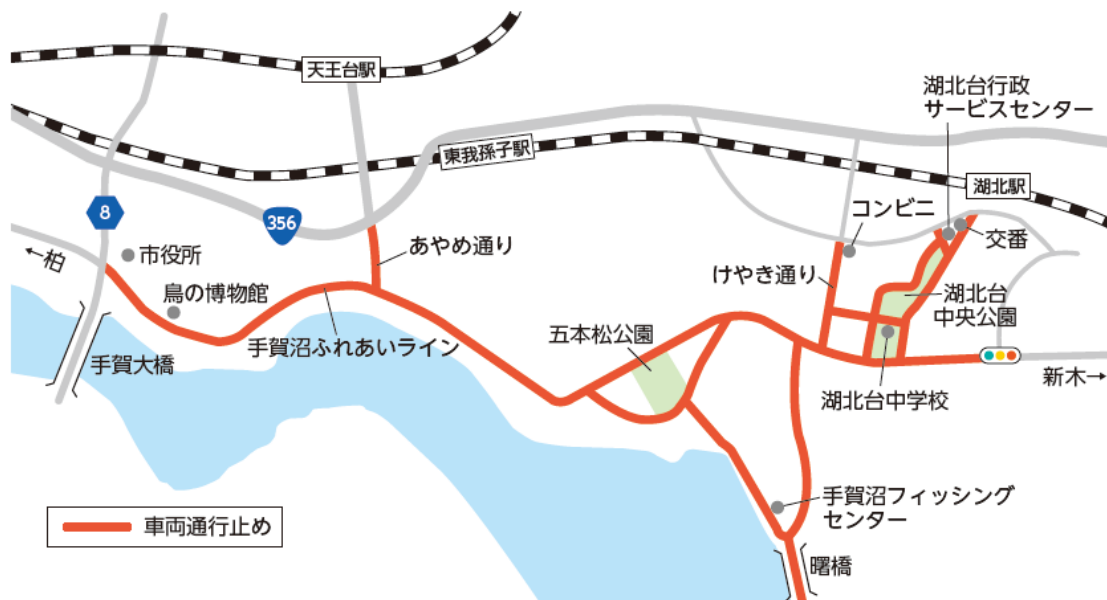 天王台駅
湖北台行政
サービスセンター
東我孫子駅
湖北駅
8
356
コンビニ
交番
←柏
市役所
あやめ通り
けやき通り
鳥の博物館
湖北台
中央公園
五本松公園
手賀沼ふれあいライン
手賀大橋
新木→
湖北台中学校
手賀沼フィッシング
センター
車両通行止め
曙橋